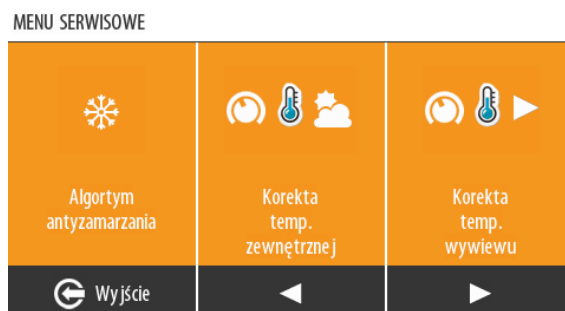 MENU SERWISOWE
Algortym
antyzamarzania
Korekta
temp.
zewnętrznej
Korekta
temp.
wywiewu
Wyjście